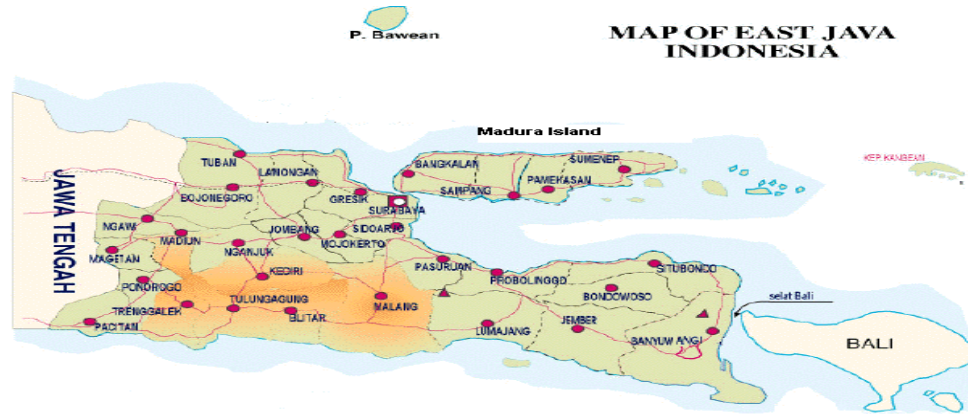 P. Bawean
MAP OF EAST JAVA
INDONESIA
Madura Island
TUBAN
LAMONGAN
BANGKALAN
SUMENEP
KEP. KANGEAN
BOJONEGORO
GRESIK
SAMPANG
PAMEKASAN
SURABAYA
JAWA TENGAH
NGAWI
MADIUN
JOMBANG
SIDOARJO
MOJOKERTO
NGANJUK
MAGETAN
KEDIRI
PASURUAN
PROBOLINGGO
SITUBONDO
PONOROGO
BONDOWOSO
selat Bali
TRENGGALEK
TULUNGAGUNG
BLITAR
MALANG
PACITAN
LUMAJANG
JEMBER
BANYUWANGI
BALI